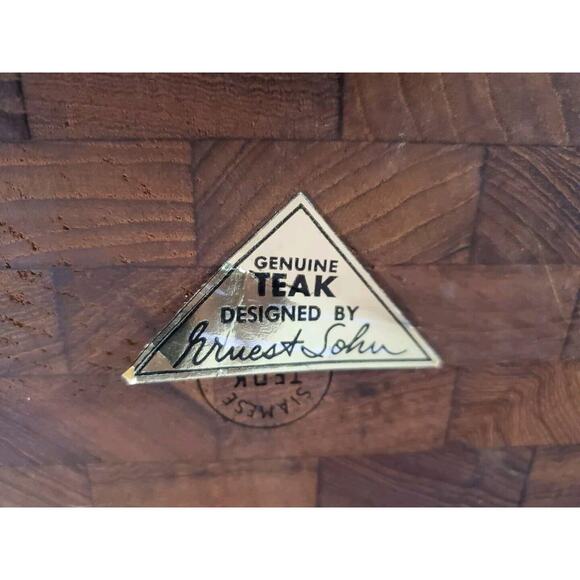 GENUINE
TEAK
DESIGNED BY
Ernest Sohn
TEAK
SIAMESE